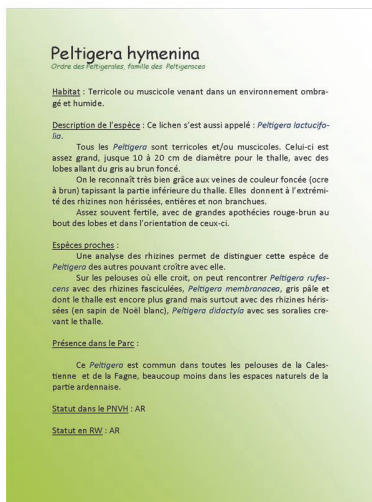 Peltigera hymenina
Ordre des Peltigerales, famille des Peltigeracea
Habitat : Terricole ou muscicole venant dans un environnement ombra-
gé et humide.
Description de l'espèce : Ce lichen s'est aussi appelé : Peltigera lactucifo-
lia.
Tous les Peltigera sont terricoles et/ou muscicoles. Celui-ci est
assez grand, jusque 10 à 20 cm de diamètre pour le thalle, avec des
lobes allant du gris au brun foncé.
On le reconnaît très bien grâce aux veines de couleur foncée (ocre
à brun) tapissant la partie inférieure du thalle. Elles donnent à l'extrémi-
té des rhizines non hérissées, entières et non branchues.
Assez souvent fertile, avec de grandes apothécies rouge-brun au
bout des lobes et dans l'orientation de ceux-ci.
Espèces proches :
Une analyse des rhizines permet de distinguer cette espèce de
Peltigera des autres pouvant croître avec elle.
Sur les pelouses où elle croit, on peut rencontrer Peltigera rufes-
cens avec des rhizines fasciculées, Peltigera membranacea, gris pâle et
dont le thalle est encore plus grand mais surtout avec des rhizines héris-
sées (en sapin de Noël blanc), Peltigera didactyla avec ses soralies cre-
vant le thalle.
Présence dans le Parc :
Ce Peltigera est commun dans toutes les pelouses de la Cales-
tienne et de la Fagne, beaucoup moins dans les espaces naturels de la
partie ardennaise.
Statut dans le PNVH : AR
Statut en RW : AR